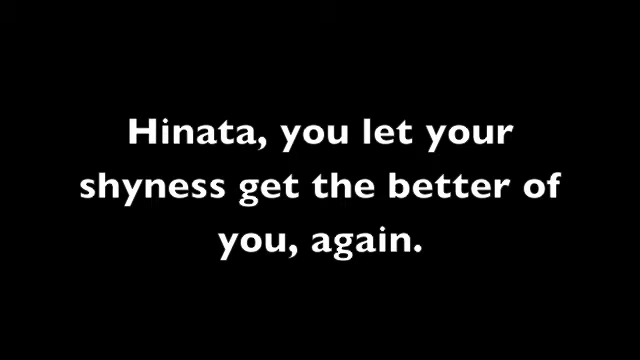 Hinata, you let your
shyness get the better of
you, again.